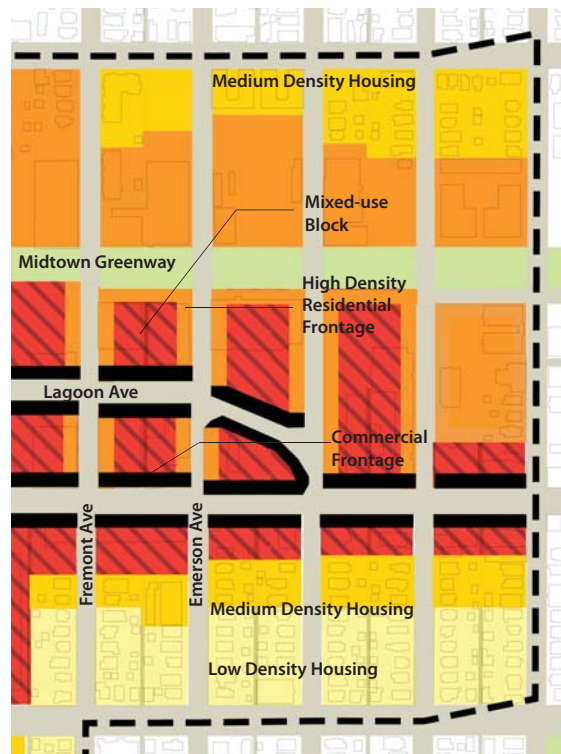 Medium Density Housing
Mixed-use
Block
Midtown Greenway
High Density
Residential
Frontage
Lagoon Ave
Commercial
Frontage
Fremont Ave
Emerson Ave
Medium Density Housing
Low Density Housing